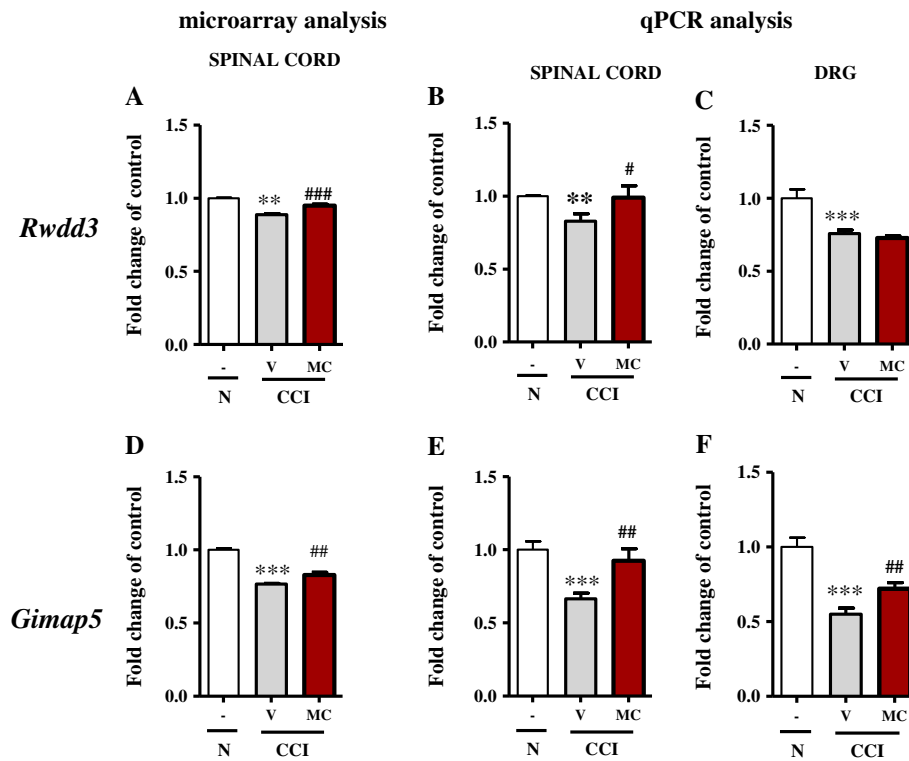 microarray analysis
qPCR analysis
SPINAL CORD
SPINAL CORD
DRG
A
B
C
Rwdd3
Fold change of control
1.5
1.0
0.5
0.0
**
###
- V MC
N CCI
Fold change of control
1.5
1.0
0.5
0.0
**
#
- V MC
N CCI
Fold change of control
1.5
1.0
0.5
0.0
***
- V MC
N CCI
D
E
F
Gimap5
Fold change of control
1.5
1.0
0.5
0.0
***
##
- V MC
N CCI
Fold change of control
1.5
1.0
0.5
0.0
***
##
- V MC
N CCI
Fold change of control
1.5
1.0
0.5
0.0
***
##
- V MC
N CCI